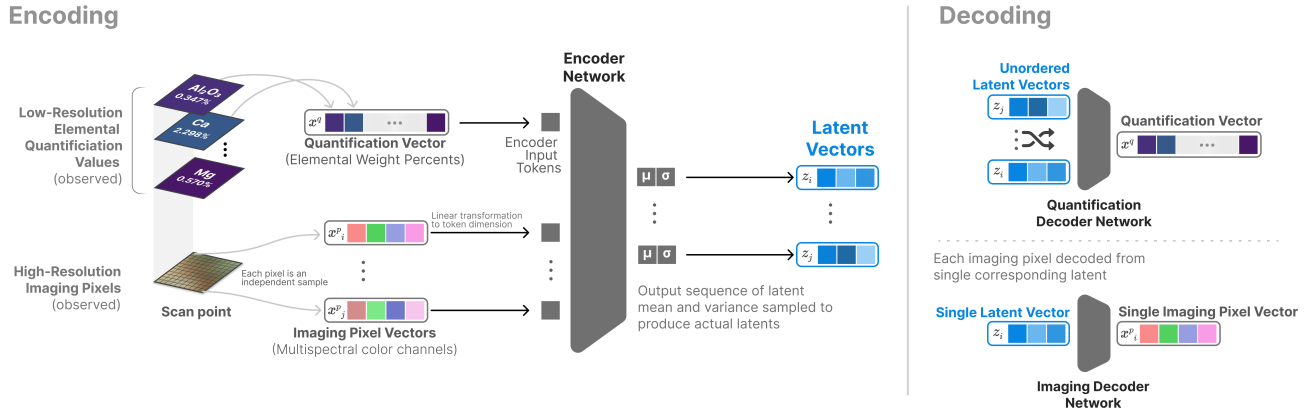 Encoding
Low-Resolution
Elemental
Quantificiation
Values
(observed)
Al₂O₃
0.347%
Ca
2.298%
Mg
0.570%
High-Resolution
Imaging Pixels
(observed)
Scan point
Each pixel is an
independent sample
x^q
Quantification Vector
(Elemental Weight Percents)
x^p_i
Linear transformation
to token dimension
x^p_j
Imaging Pixel Vectors
(Multispectral color channels)
Encoder
Input
Tokens
Encoder
Network
μ σ
μ σ
Output sequence of latent
mean and variance sampled to
produce actual latents
Latent
Vectors
z_i
z_j
Decoding
Unordered
Latent Vectors
z_j
z_i
Quantification Vector
x^q
Quantification
Decoder Network
Each imaging pixel decoded from
single corresponding latent
Single Latent Vector
z_i
Single Imaging Pixel Vector
x^p_i
Imaging Decoder
Network